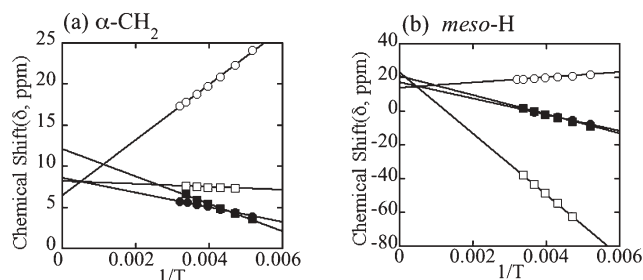 (a) α-CH₂
25
20
15
10
5
0
Chemical Shift(δ, ppm)
0 0.002 0.004 0.006
1/T
(b) meso-H
40
20
0
-20
-40
-60
-80
Chemical Shift(δ, ppm)
0 0.002 0.004 0.006
1/T